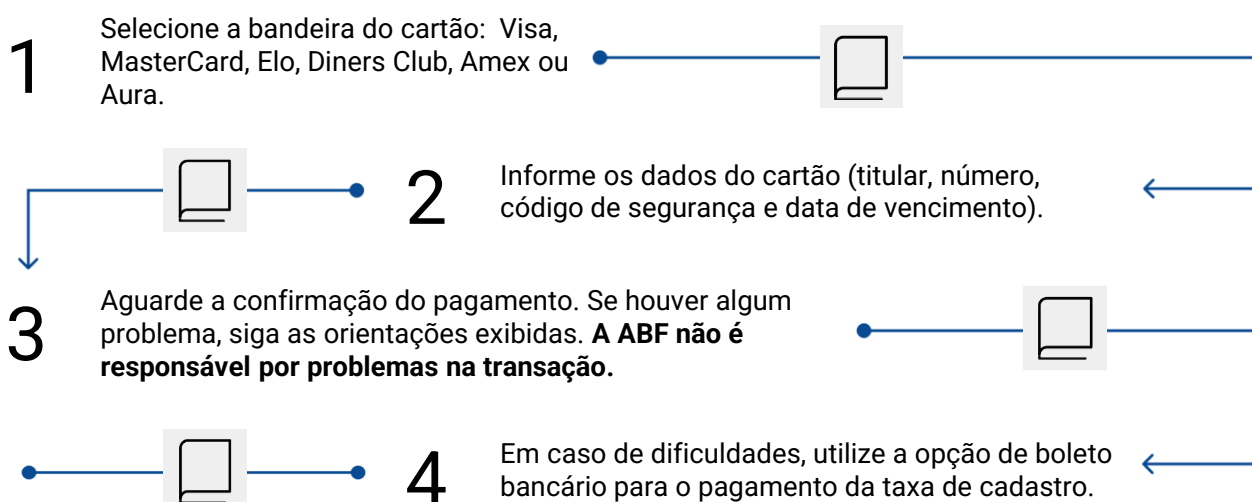 1
Selecione a bandeira do cartão: Visa,
MasterCard, Elo, Diners Club, Amex ou
Aura.
2
Informe os dados do cartão (titular, número,
código de segurança e data de vencimento).
3
Aguarde a confirmação do pagamento. Se houver algum
problema, siga as orientações exibidas. A ABF não é
responsável por problemas na transação.
4
Em caso de dificuldades, utilize a opção de boleto
bancário para o pagamento da taxa de cadastro.